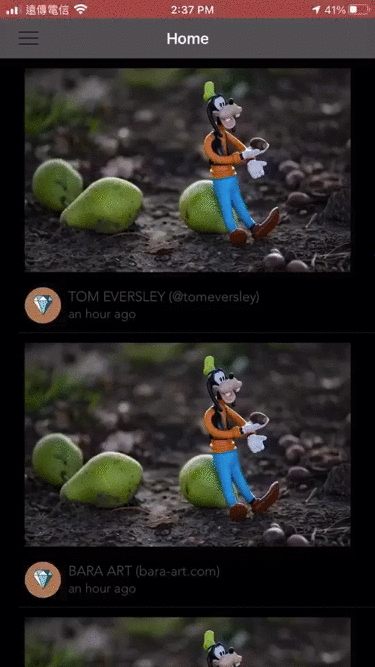 遠傳電信 2:37 PM 41%
Home
TOM EVERSLEY (@tomeversley)
an hour ago
BARA ART (bara-art.com)
an hour ago